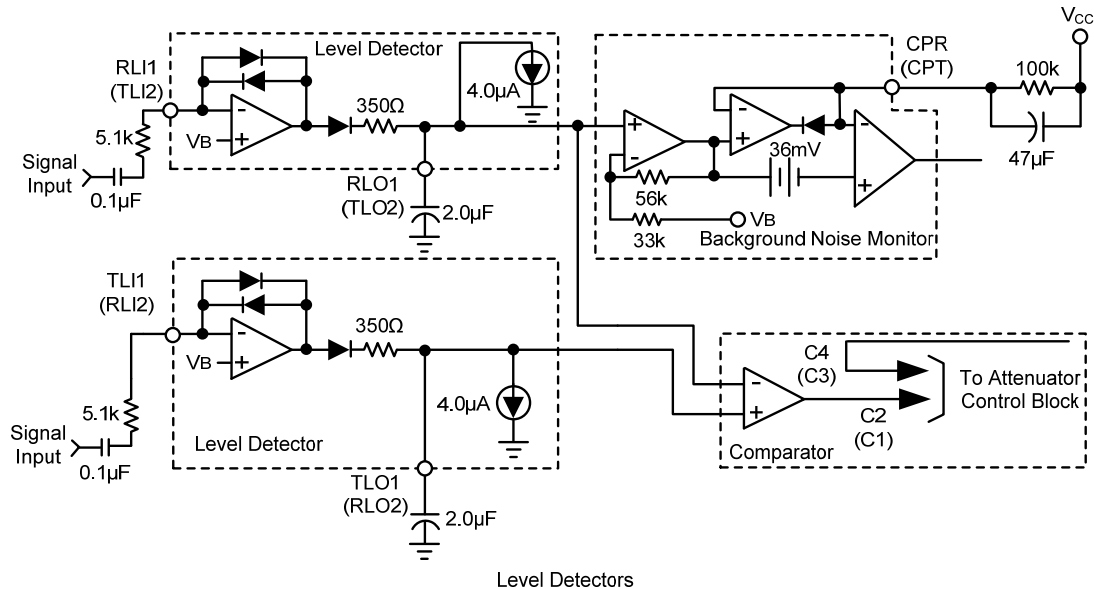 Level Detector
RLI1
(TLI2)
5.1k
Signal
Input
0.1µF
VB
350Ω
4.0µA
RLO1
(TLO2)
2.0µF
CPR
(CPT)
VCC
100k
47µF
36mV
56k
33k
VB
Background Noise Monitor
TLI1
(RLI2)
5.1k
Signal
Input
0.1µF
VB
350Ω
4.0µA
Level Detector
TLO1
(RLO2)
2.0µF
C4
(C3)
C2
(C1)
To Attenuator
Control Block
Comparator
Level Detectors